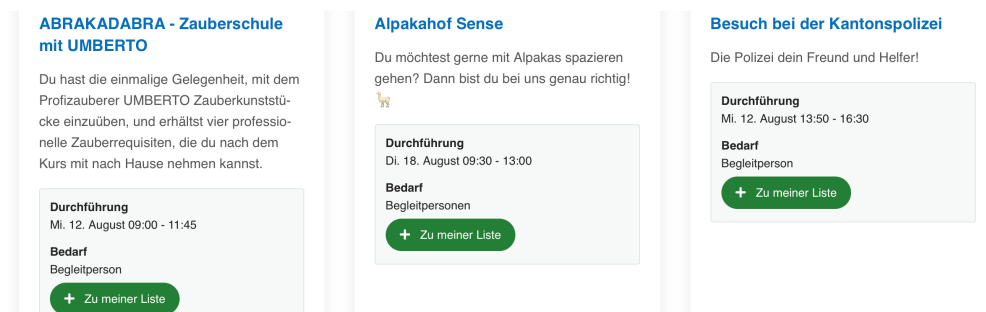 ABRAKADABRA - Zauberschule
mit UMBERTO
Du hast die einmalige Gelegenheit, mit dem
Profizauberer UMBERTO Zauberkunststü-
cke einzuüben, und erhältst vier professio-
nelle Zauberrequisiten, die du nach dem
Kurs mit nach Hause nehmen kannst.
Durchführung
Mi. 12. August 09:00 - 11:45
Bedarf
Begleitperson
+ Zu meiner Liste
Alpakahof Sense
Du möchtest gerne mit Alpakas spazieren
gehen? Dann bist du bei uns genau richtig!
🦙
Durchführung
Di. 18. August 09:30 - 13:00
Bedarf
Begleitpersonen
+ Zu meiner Liste
Besuch bei der Kantonspolizei
Die Polizei dein Freund und Helfer!
Durchführung
Mi. 12. August 13:50 - 16:30
Bedarf
Begleitperson
+ Zu meiner Liste